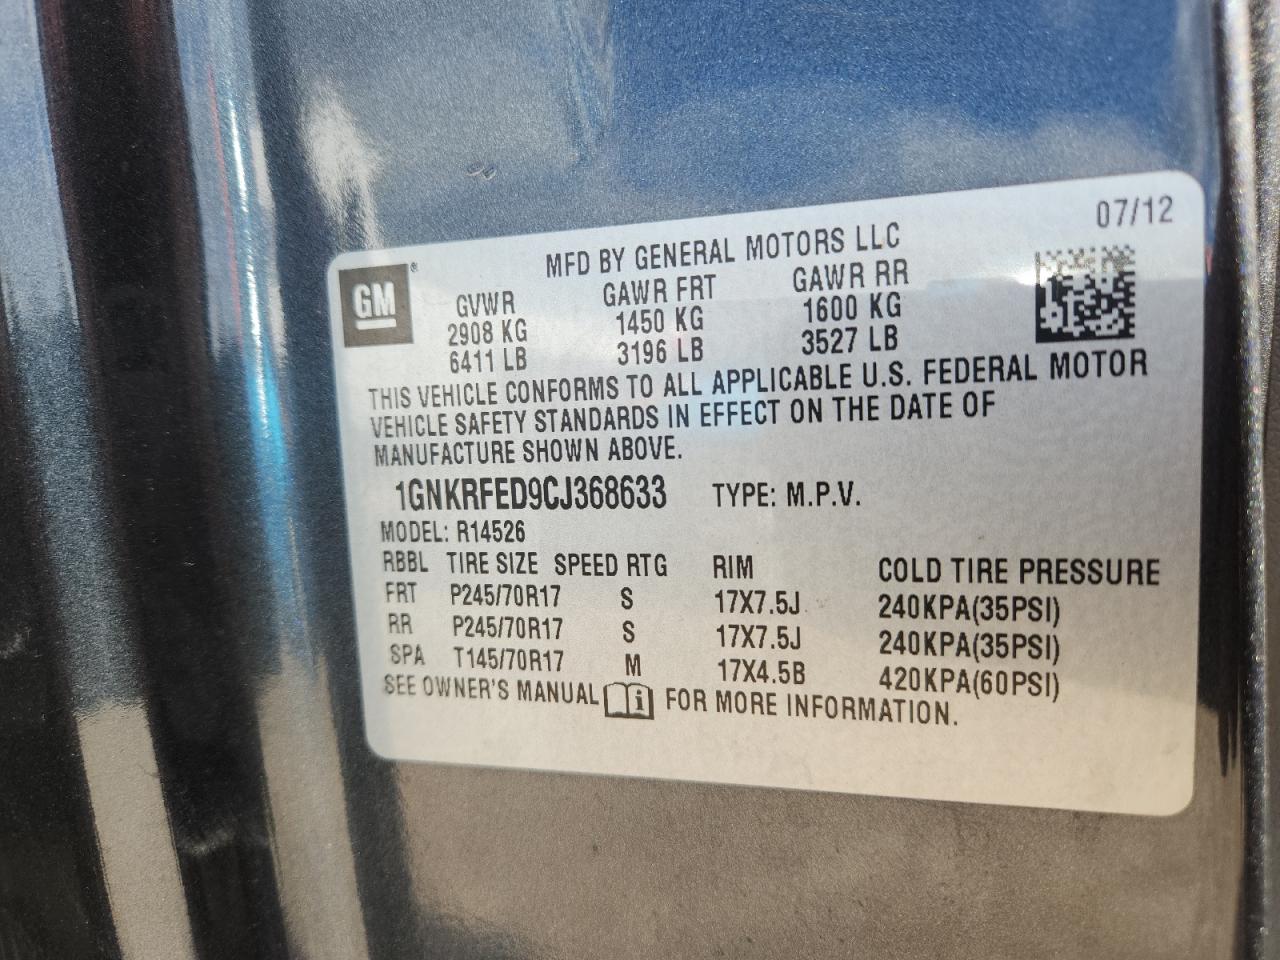 07/12
MFD BY GENERAL MOTORS LLC
GM®
GVWR GAWR FRT GAWR RR
2908 KG 1450 KG 1600 KG
6411 LB 3196 LB 3527 LB
THIS VEHICLE CONFORMS TO ALL APPLICABLE U.S. FEDERAL MOTOR
VEHICLE SAFETY STANDARDS IN EFFECT ON THE DATE OF
MANUFACTURE SHOWN ABOVE.
1GNKRFED9CJ368633 TYPE: M.P.V.
MODEL: R14526
RBBL TIRE SIZE SPEED RTG RIM COLD TIRE PRESSURE
FRT P245/70R17 S 17X7.5J 240KPA(35PSI)
RR P245/70R17 S 17X7.5J 240KPA(35PSI)
SPA T145/70R17 M 17X4.5B 420KPA(60PSI)
SEE OWNER'S MANUAL i FOR MORE INFORMATION.